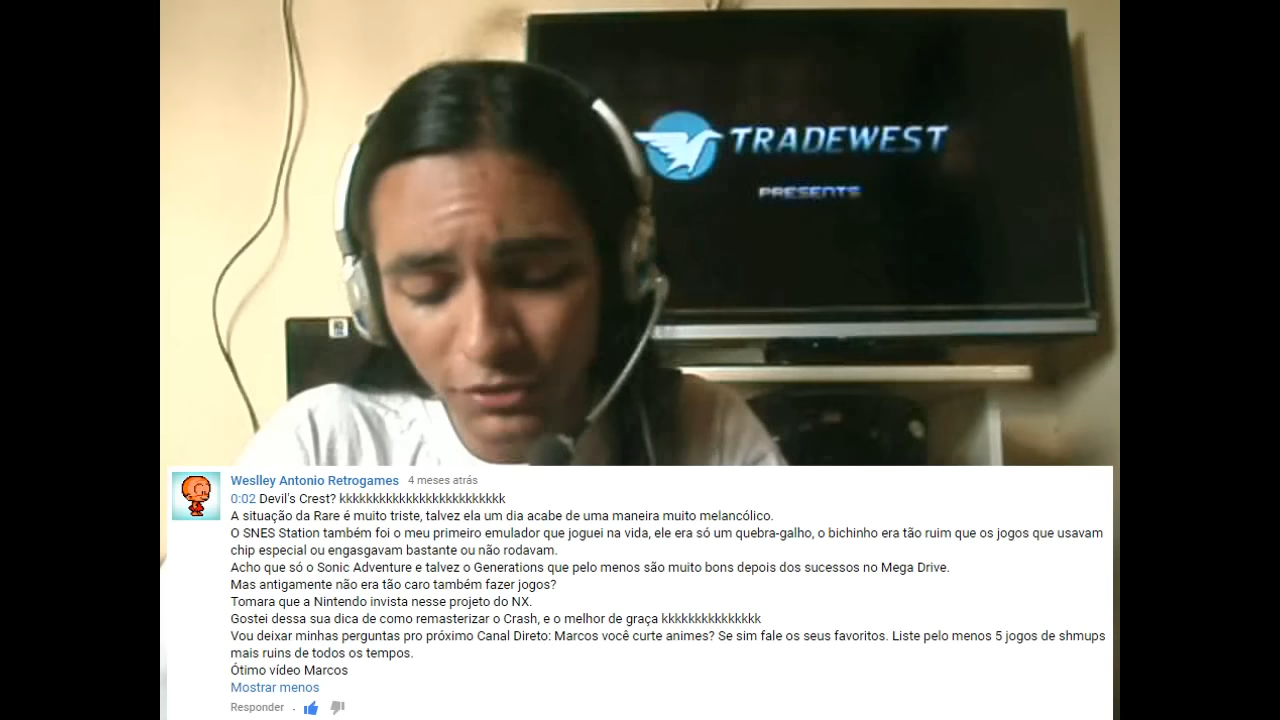 TRADEWEST
PRESENTS
Weslley Antonio Retrogames 4 meses atrás
0:02 Devil's Crest? kkkkkkkkkkkkkkkkkkkkkkkkk
A situação da Rare é muito triste, talvez ela um dia acabe de uma maneira muito melancólico.
O SNES Station também foi o meu primeiro emulador que joguei na vida, ele era só um quebra-galho, o bichinho era tão ruim que os jogos que usavam
chip especial ou engasgavam bastante ou não rodavam.
Acho que só o Sonic Adventure e talvez o Generations que pelo menos são muito bons depois dos sucessos no Mega Drive.
Mas antigamente não era tão caro também fazer jogos?
Tomara que a Nintendo invista nesse projeto do NX.
Gostei dessa sua dica de como remasterizar o Crash, e o melhor de graça kkkkkkkkkkkkkkk
Vou deixar minhas perguntas pro próximo Canal Direto: Marcos você curte animes? Se sim fale os seus favoritos. Liste pelo menos 5 jogos de shmups
mais ruins de todos os tempos.
Ótimo vídeo Marcos
Mostrar menos
Responder ·